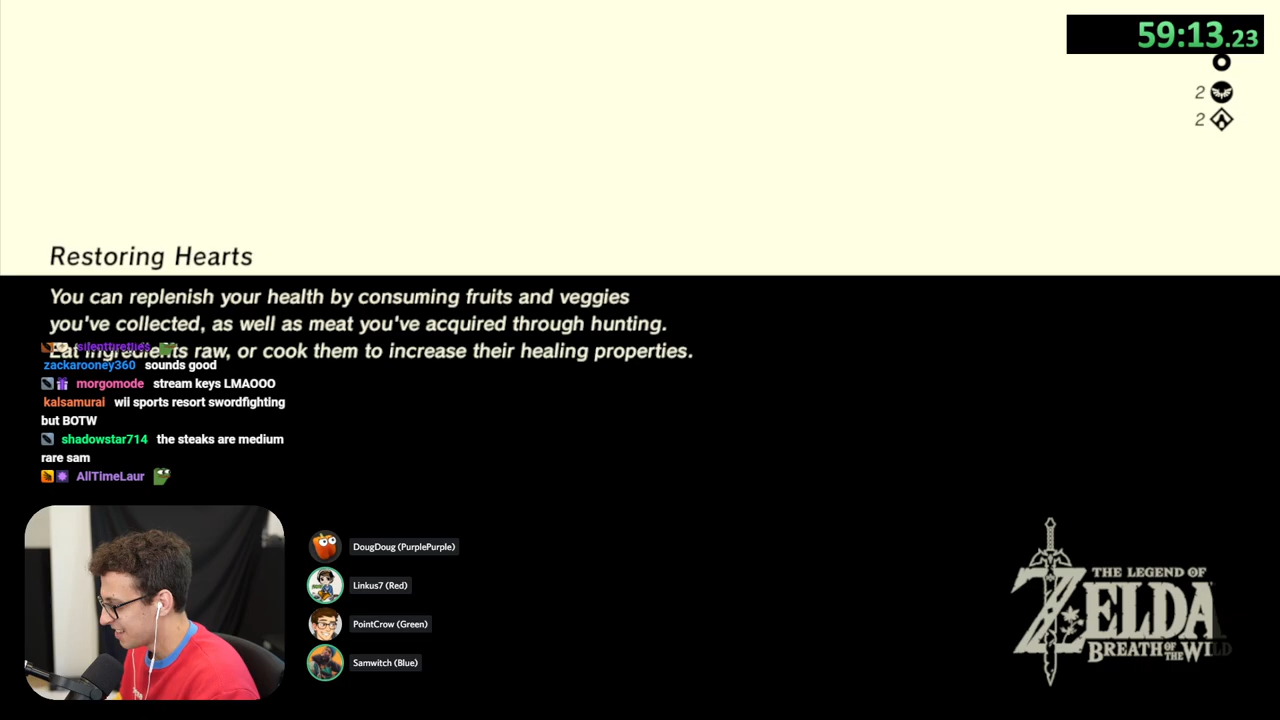 59:13.23
2
2
Restoring Hearts
You can replenish your health by consuming fruits and veggies
you've collected, as well as meat you've acquired through hunting.
Eat ingredients raw, or cook them to increase their healing properties.
silentfireflies
zackarooney360 sounds good
morgomode stream keys LMAOOO
kalsamurai wii sports resort swordfighting
but BOTW
shadowstar714 the steaks are medium
rare sam
AllTimeLaur
DougDoug (PurplePurple)
Linkus7 (Red)
PointCrow (Green)
Samwitch (Blue)
THE LEGEND OF
ZELDA
BREATH OF THE WILD